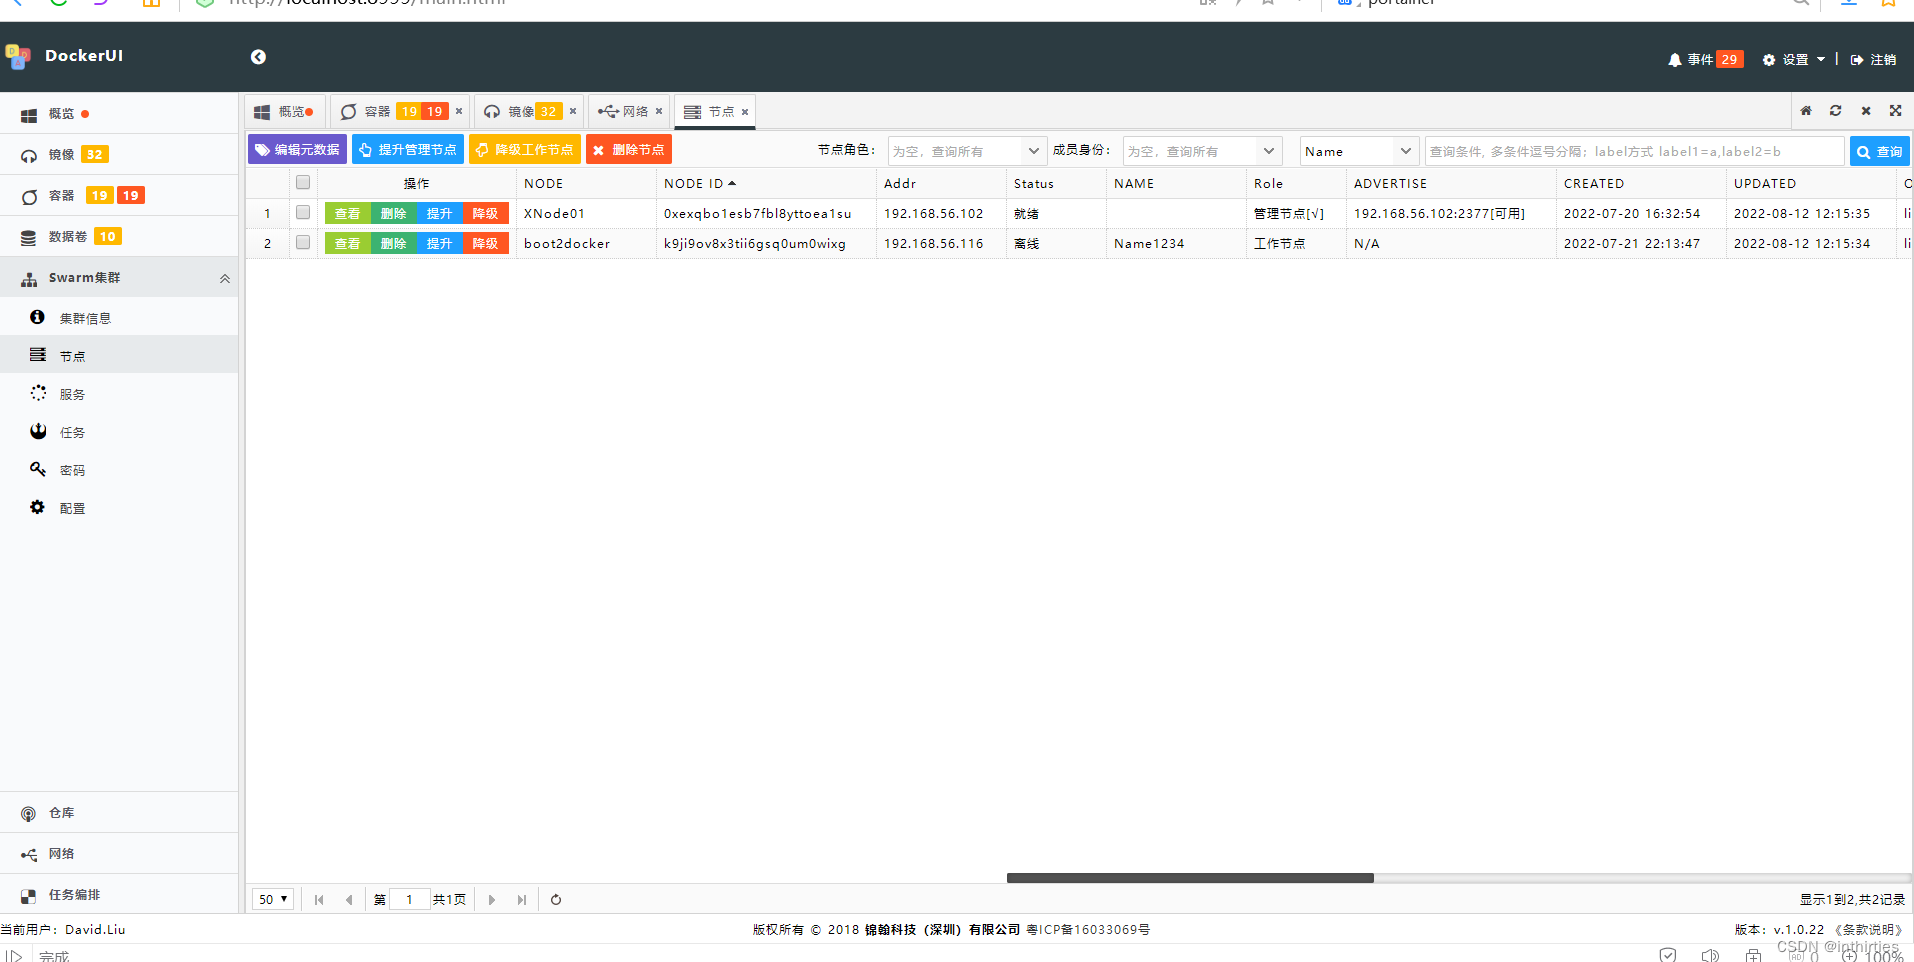 portainer
DockerUI
事件 29 设置 注销
概览
镜像 32
容器 19 19
数据卷 10
Swarm集群
集群信息
节点
服务
任务
密码
配置
仓库
网络
任务编排
概览 容器 19 19 × 镜像 32 × 网络 × 节点 ×
编辑元数据 提升管理节点 降级工作节点 删除节点 节点角色： 为空，查询所有 成员身份： 为空，查询所有 Name 查询条件, 多条件逗号分隔；label方式 label1=a,label2=b 查询
操作 NODE NODE ID Addr Status NAME Role ADVERTISE CREATED UPDATED
1 查看 删除 提升 降级 XNode01 0xexqbo1esb7fbl8yttoea1su 192.168.56.102 就绪 管理节点[√] 192.168.56.102:2377[可用] 2022-07-20 16:32:54 2022-08-12 12:15:35 li
2 查看 删除 提升 降级 boot2docker k9ji9ov8x3tii6gsq0um0wixg 192.168.56.116 离线 Name1234 工作节点 N/A 2022-07-21 22:13:47 2022-08-12 12:15:34 li
50 第 1 共1页 显示1到2,共2记录
当前用户：David.Liu 版权所有 © 2018 锦翰科技（深圳）有限公司 粤ICP备16033069号 版本：v.1.0.22 《条款说明》
完成 0 100%
CSDN @inthirties